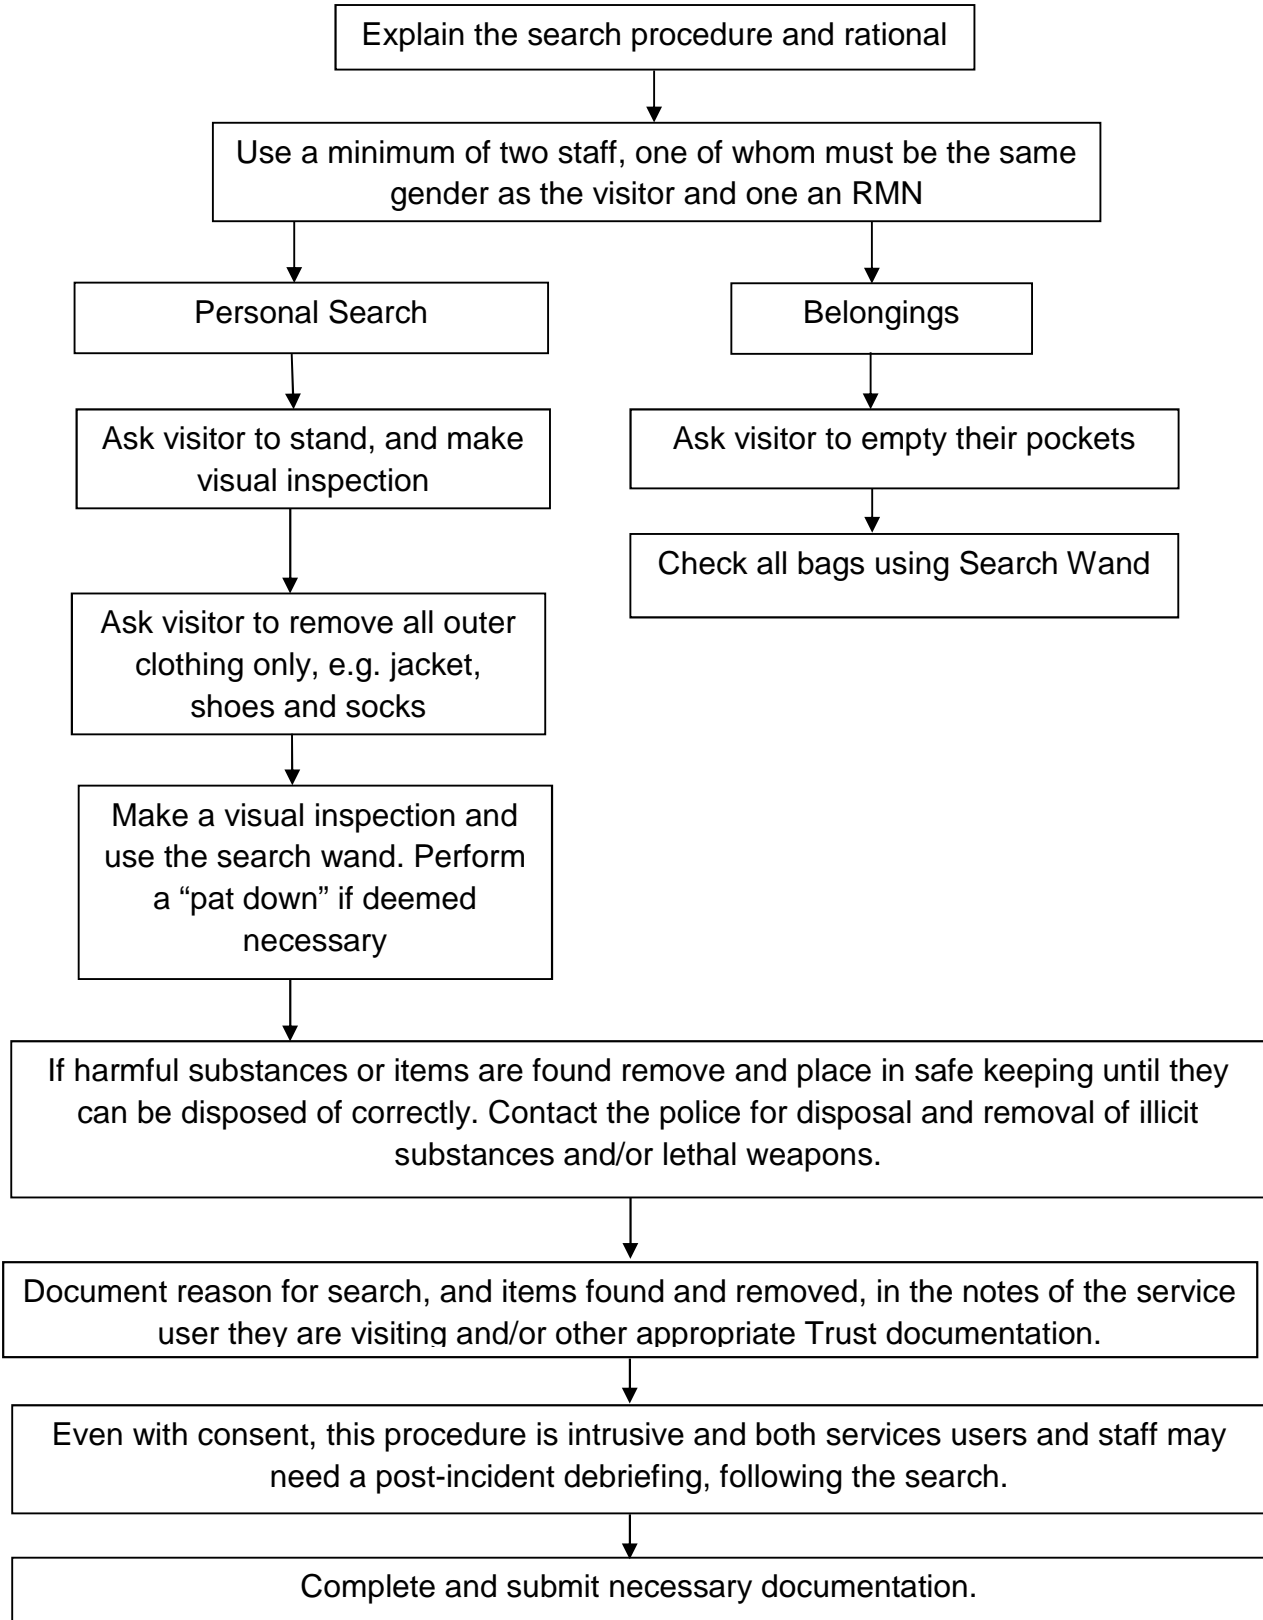 Explain the search procedure and rational
Use a minimum of two staff, one of whom must be the same
gender as the visitor and one an RMN
Personal Search
Belongings
Ask visitor to stand, and make
visual inspection
Ask visitor to empty their pockets
Check all bags using Search Wand
Ask visitor to remove all outer
clothing only, e.g. jacket,
shoes and socks
Make a visual inspection and
use the search wand. Perform
a “pat down” if deemed
necessary
If harmful substances or items are found remove and place in safe keeping until they
can be disposed of correctly. Contact the police for disposal and removal of illicit
substances and/or lethal weapons.
Document reason for search, and items found and removed, in the notes of the service
user they are visiting and/or other appropriate Trust documentation.
Even with consent, this procedure is intrusive and both services users and staff may
need a post-incident debriefing, following the search.
Complete and submit necessary documentation.